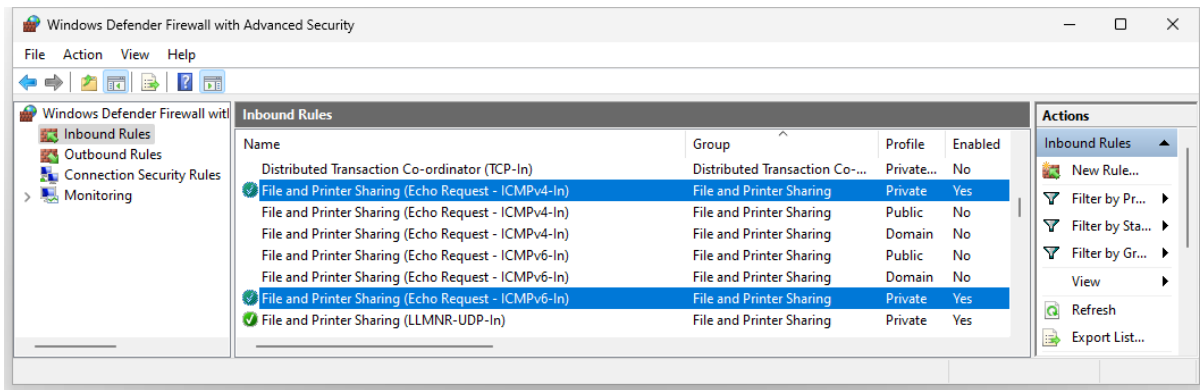 Windows Defender Firewall with Advanced Security
File Action View Help
Windows Defender Firewall witl
Inbound Rules
Outbound Rules
Connection Security Rules
Monitoring
Inbound Rules
Name Group Profile Enabled
Distributed Transaction Co-ordinator (TCP-In) Distributed Transaction Co-... Private... No
File and Printer Sharing (Echo Request - ICMPv4-In) File and Printer Sharing Private Yes
File and Printer Sharing (Echo Request - ICMPv4-In) File and Printer Sharing Public No
File and Printer Sharing (Echo Request - ICMPv4-In) File and Printer Sharing Domain No
File and Printer Sharing (Echo Request - ICMPv6-In) File and Printer Sharing Public No
File and Printer Sharing (Echo Request - ICMPv6-In) File and Printer Sharing Domain No
File and Printer Sharing (Echo Request - ICMPv6-In) File and Printer Sharing Private Yes
File and Printer Sharing (LLMNR-UDP-In) File and Printer Sharing Private Yes
Actions
Inbound Rules
New Rule...
Filter by Pr...
Filter by Sta...
Filter by Gr...
View
Refresh
Export List...